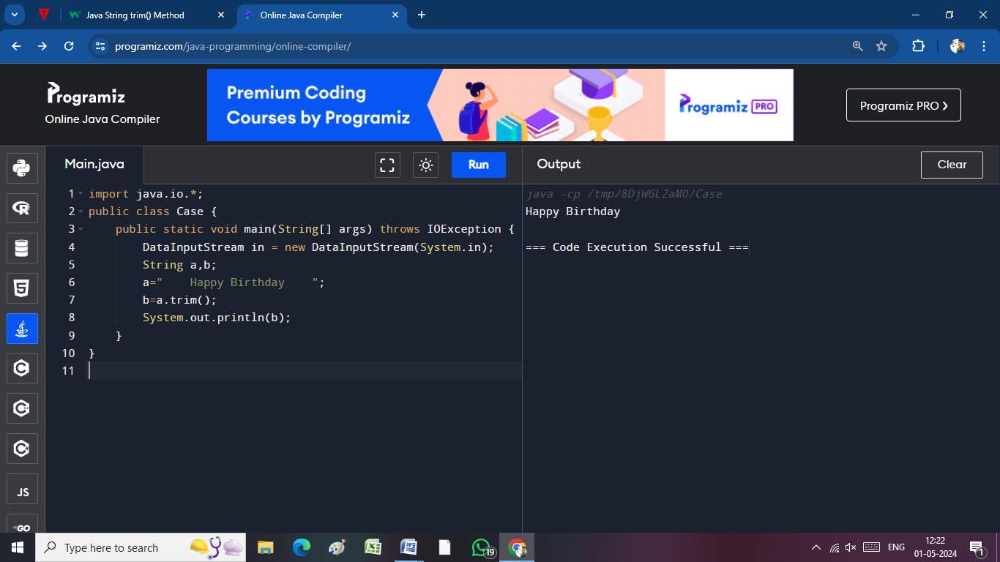 Java String trim() Method
Online Java Compiler
programiz.com/java-programming/online-compiler/
Programiz
Online Java Compiler
Premium Coding
Courses by Programiz
Programiz PRO
Programiz PRO ❯
Main.java
Run
Output
Clear
1 import java.io.*;
2 public class Case {
3     public static void main(String[] args) throws IOException {
4         DataInputStream in = new DataInputStream(System.in);
5         String a,b;
6         a="    Happy Birthday    ";
7         b=a.trim();
8         System.out.println(b);
9     }
10 }
11
java -cp /tmp/8DjWGL2aMO/Case
Happy Birthday
=== Code Execution Successful ===
R
5
C
C
C
JS
GO
Type here to search
19
ENG
12:22
01-05-2024
1